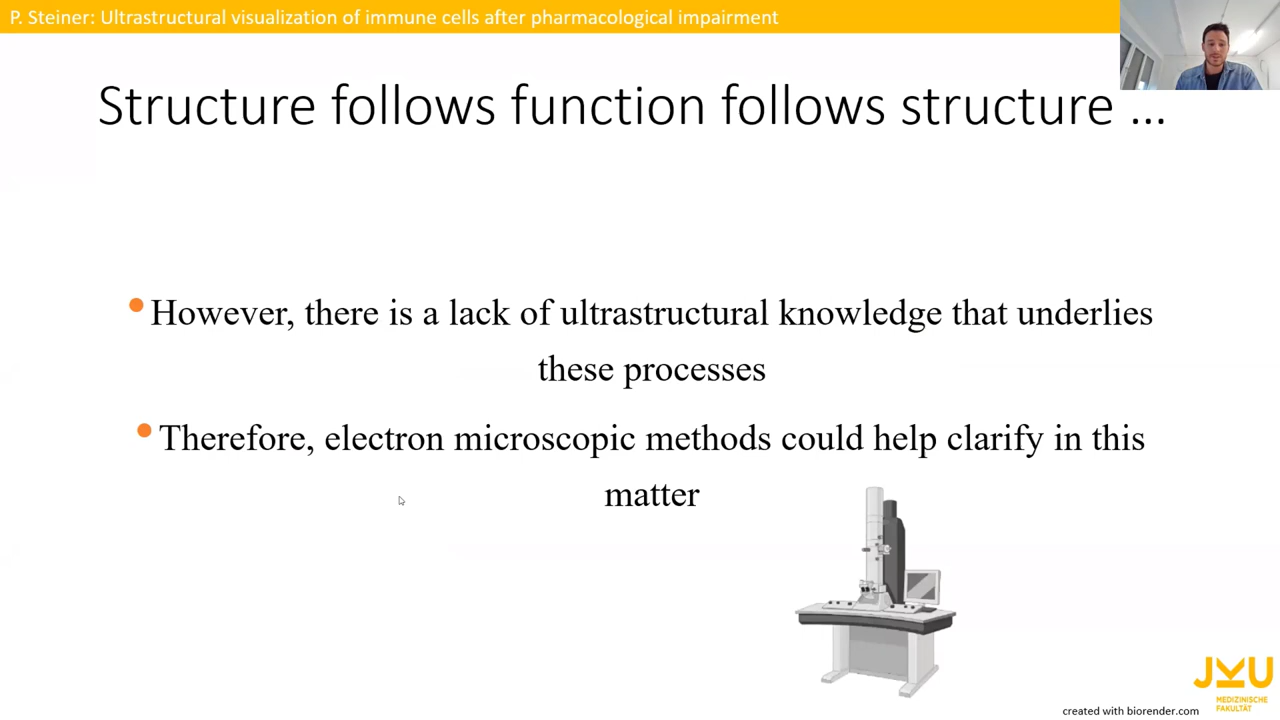 P. Steiner: Ultrastructural visualization of immune cells after pharmacological impairment
Structure follows function follows structure ...
•However, there is a lack of ultrastructural knowledge that underlies
these processes
•Therefore, electron microscopic methods could help clarify in this
matter
JKU
MEDIZINISCHE
FAKULTÄT
created with biorender.com